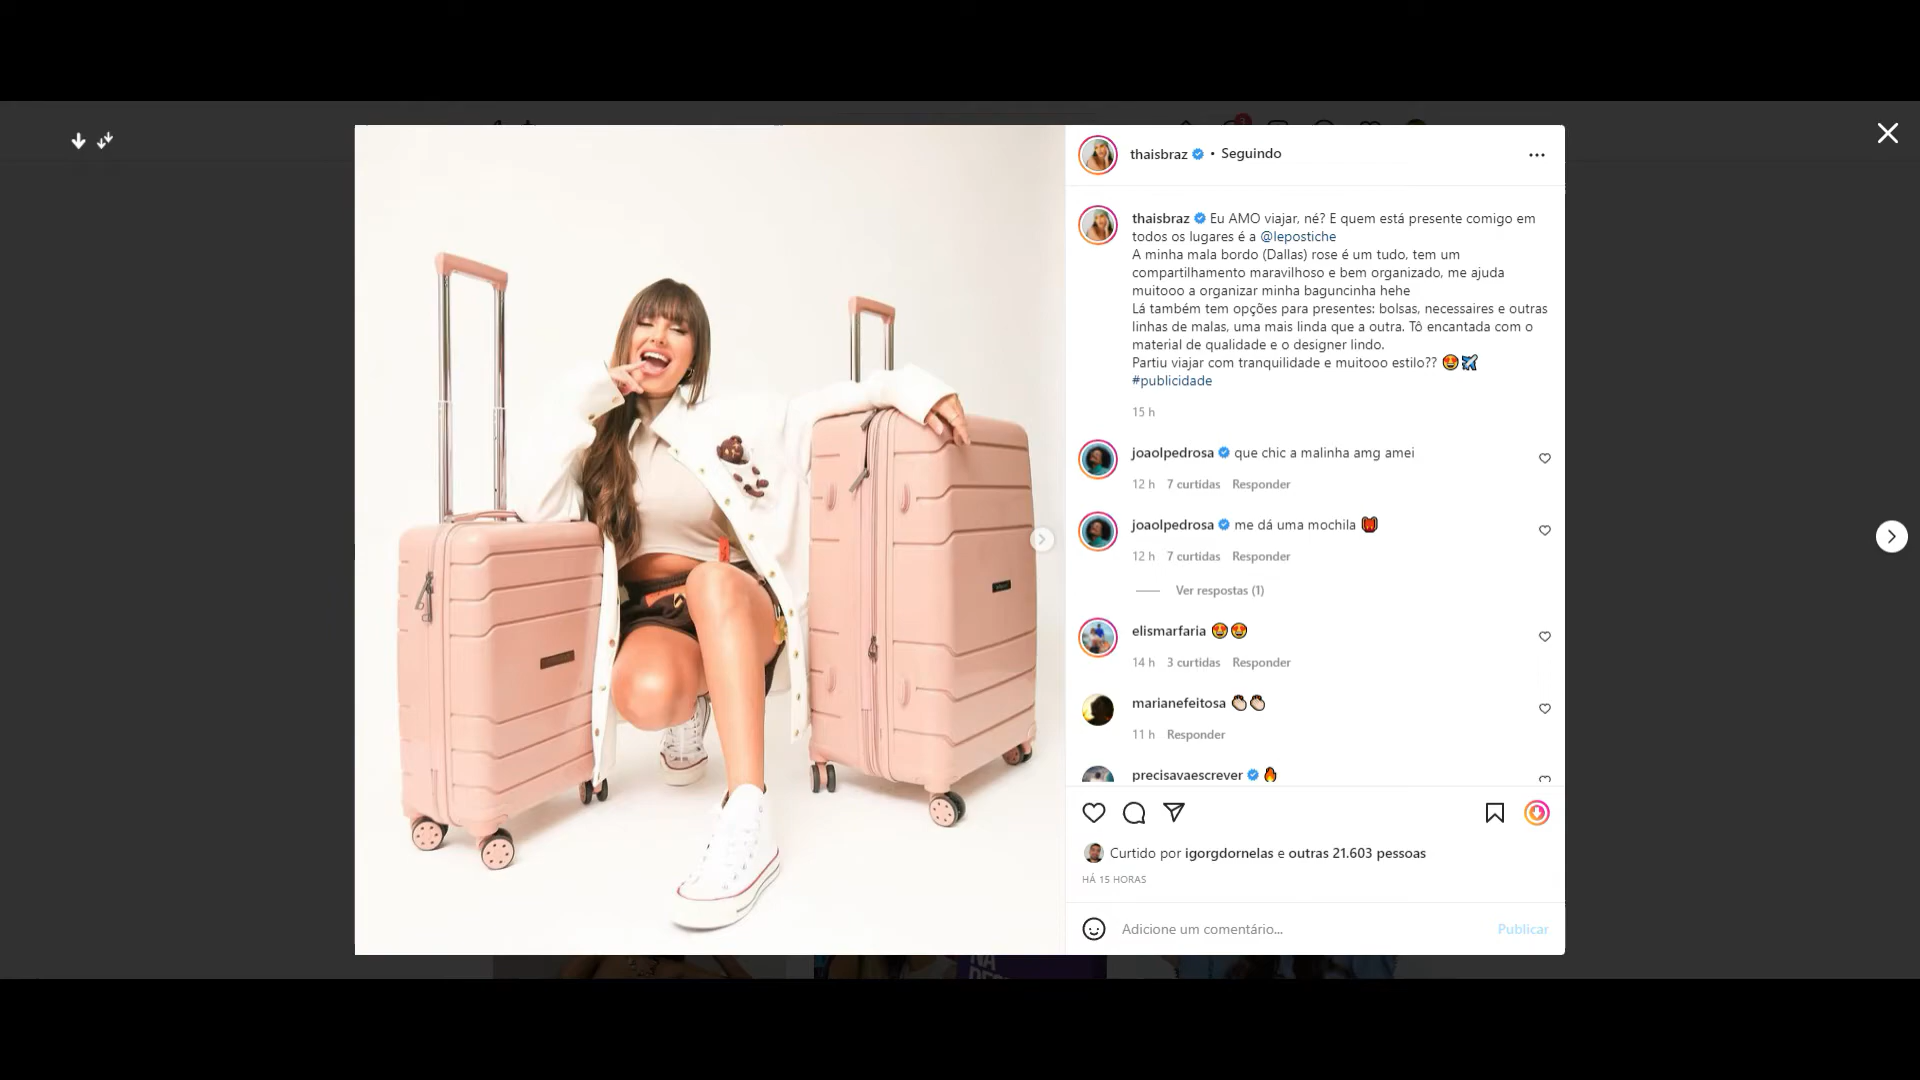 thaisbraz • Seguindo
thaisbraz Eu AMO viajar, né? E quem está presente comigo em
todos os lugares é a @lepostiche
A minha mala bordo (Dallas) rose é um tudo, tem um
compartilhamento maravilhoso e bem organizado, me ajuda
muitooo a organizar minha baguncinha hehe
Lá também tem opções para presentes: bolsas, necessaires e outras
linhas de malas, uma mais linda que a outra. Tô encantada com o
material de qualidade e o designer lindo.
Partiu viajar com tranquilidade e muitooo estilo?? 😍✈️
#publicidade
15 h
joaolpedrosa que chic a malinha amg amei
12 h 7 curtidas Responder
joaolpedrosa me dá uma mochila 🎒
12 h 7 curtidas Responder
Ver respostas (1)
elismarfaria 😍😍
14 h 3 curtidas Responder
marianefeitosa 👏🏻👏🏻
11 h Responder
precisavaescrever 🔥
Curtido por igorgdornelas e outras 21.603 pessoas
HÁ 15 HORAS
Adicione um comentário... Publicar
NA